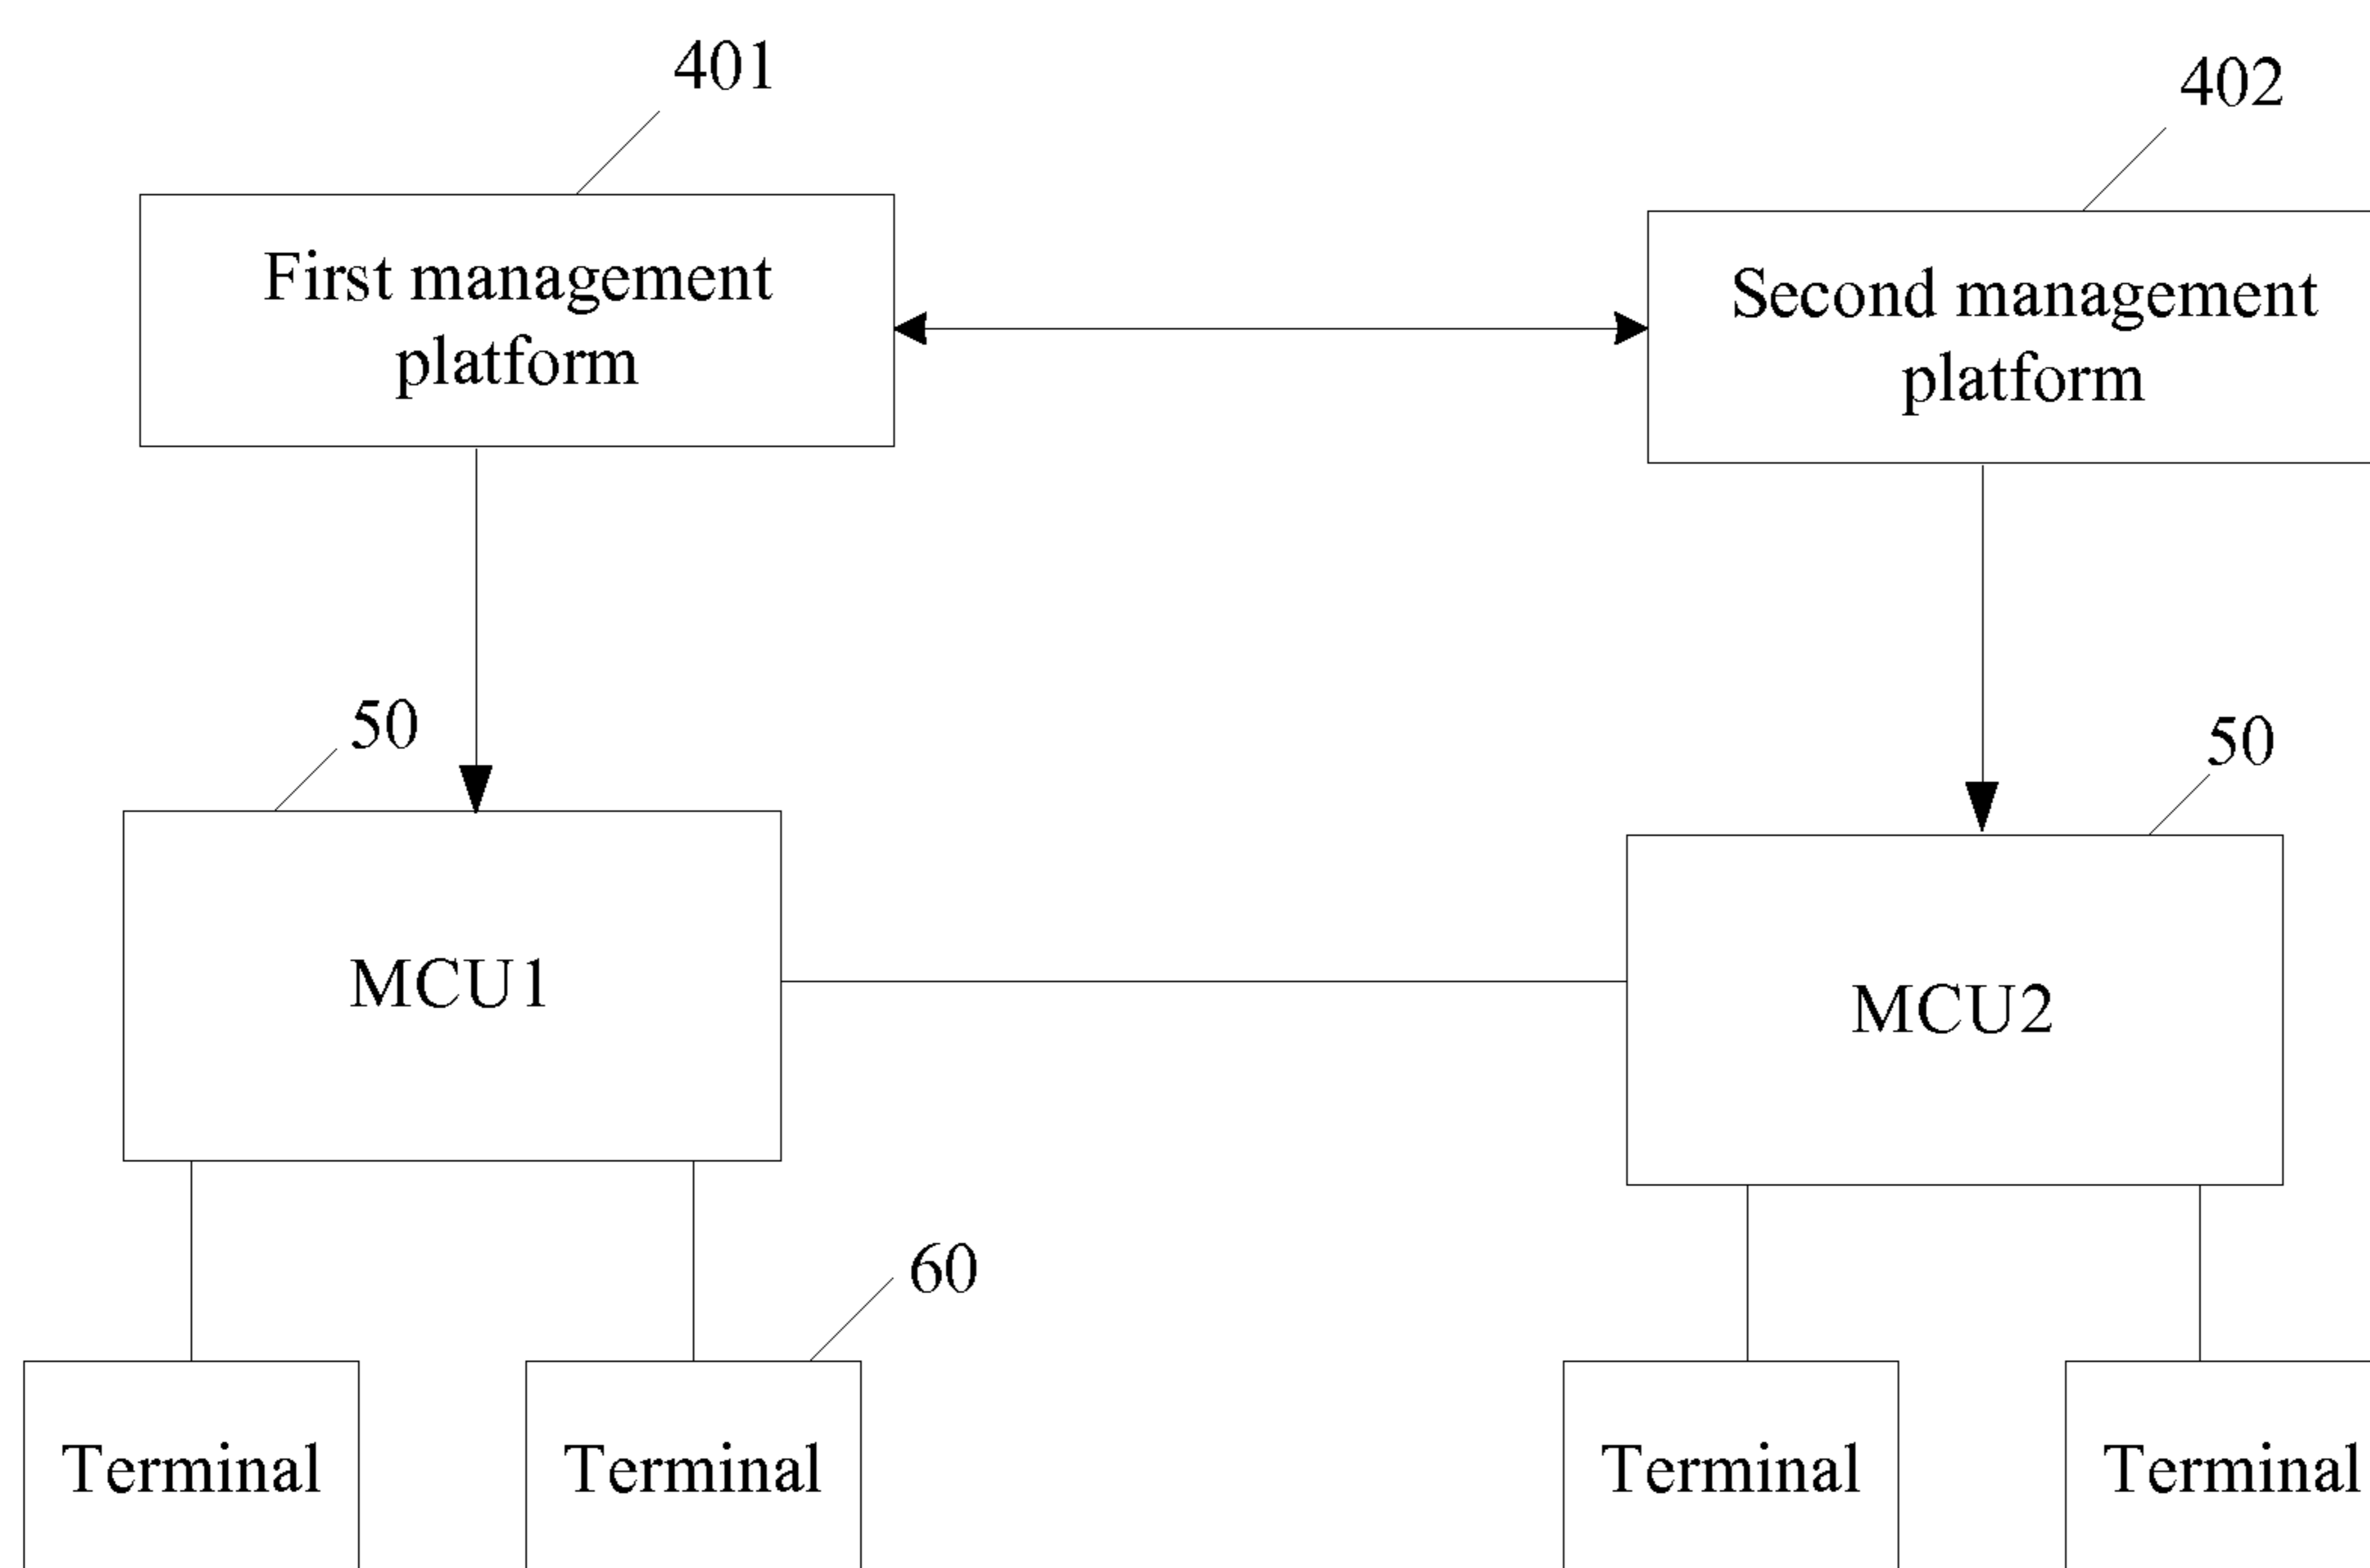 401
402
First management
platform
Second management
platform
50
50
MCU1
MCU2
60
Terminal
Terminal
Terminal
Terminal